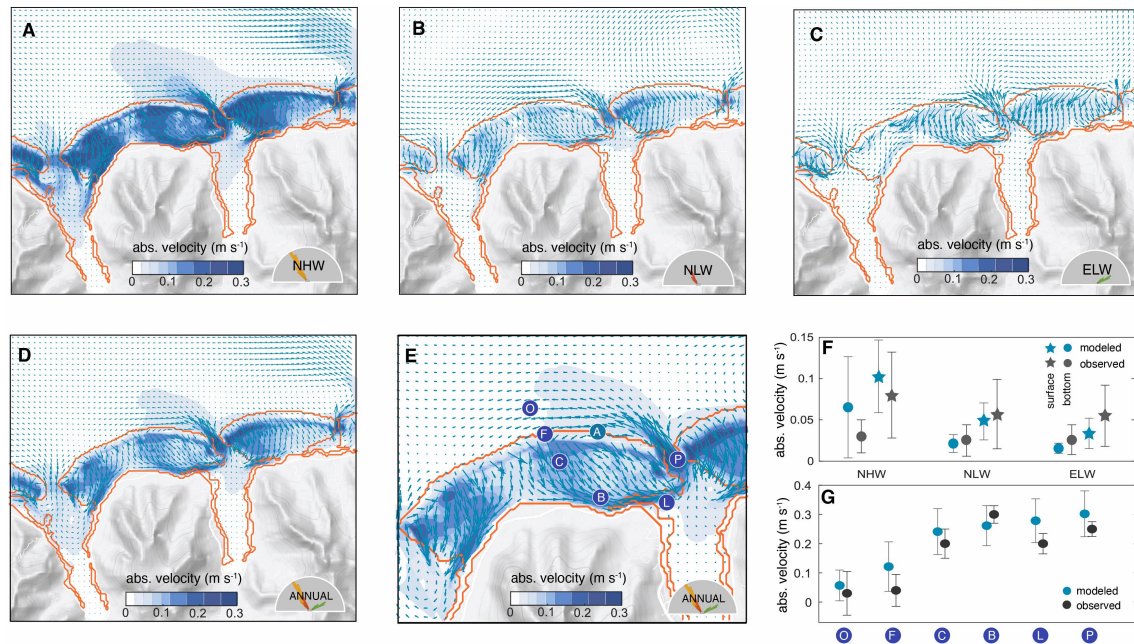 A
abs. velocity (m s⁻¹)
0 0.1 0.2 0.3
NHW
B
abs. velocity (m s⁻¹)
0 0.1 0.2 0.3
NLW
C
abs. velocity (m s⁻¹)
0 0.1 0.2 0.3
ELW
D
abs. velocity (m s⁻¹)
0 0.1 0.2 0.3
ANNUAL
E
O
F
A
C
P
B
L
abs. velocity (m s⁻¹)
0 0.1 0.2 0.3
ANNUAL
F
abs. velocity (m s⁻¹)
0.15
0.1
0.05
0
surface
bottom
modeled
observed
NHW NLW ELW
G
abs. velocity (m s⁻¹)
0.4
0.3
0.2
0.1
0
modeled
observed
O F C B L P